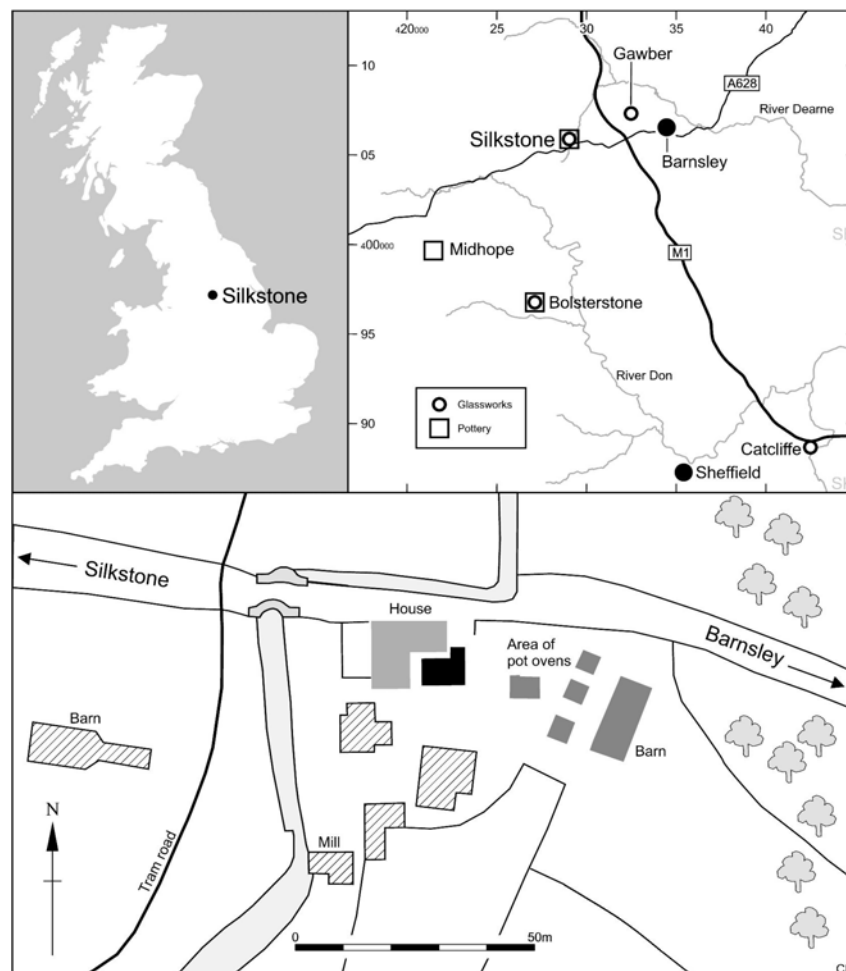 Silkstone
420000
25
30
35
40
10
05
400000
95
90
Gawber
A628
River Dearne
Silkstone
Barnsley
Midhope
M1
Bolsterstone
River Don
Glassworks
Pottery
Catcliffe
Sheffield
Silkstone
House
Area of
pot ovens
Barnsley
Barn
Barn
Tram road
N
Mill
0
50m